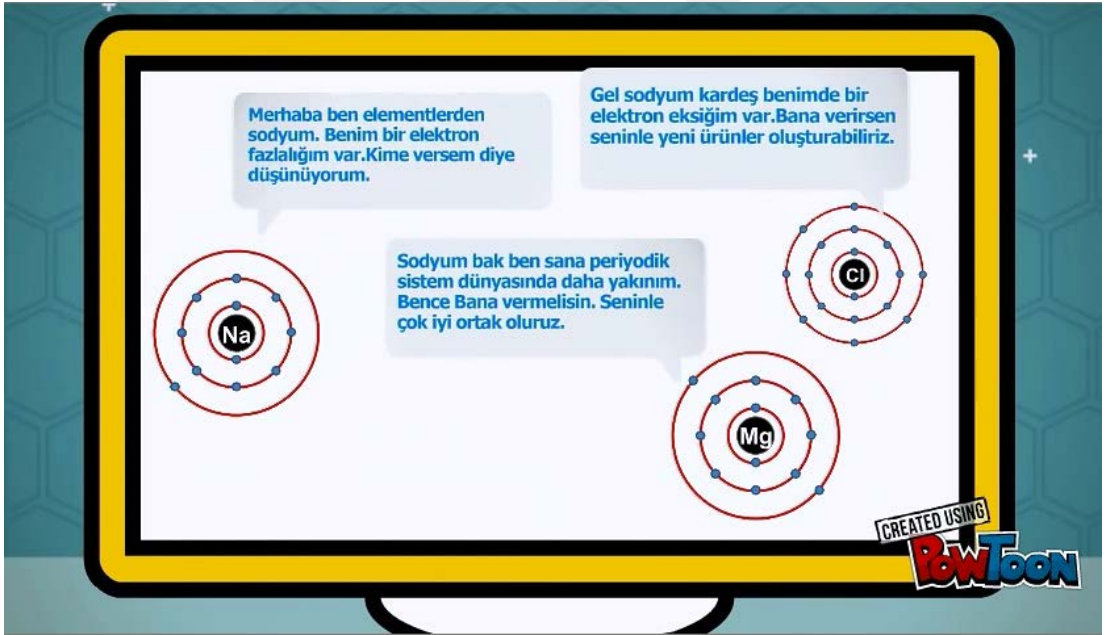 Merhaba ben elementlerden
sodyum. Benim bir elektron
fazlalığım var.Kime versem diye
düşünüyorum.
Gel sodyum kardeş benimde bir
elektron eksiğim var.Bana verirsen
seninle yeni ürünler oluşturabiliriz.
Sodyum bak ben sana periyodik
sistem dünyasında daha yakınım.
Bence Bana vermelisin. Seninle
çok iyi ortak oluruz.
Na
Cl
Mg
CREATED USING
POWTOON